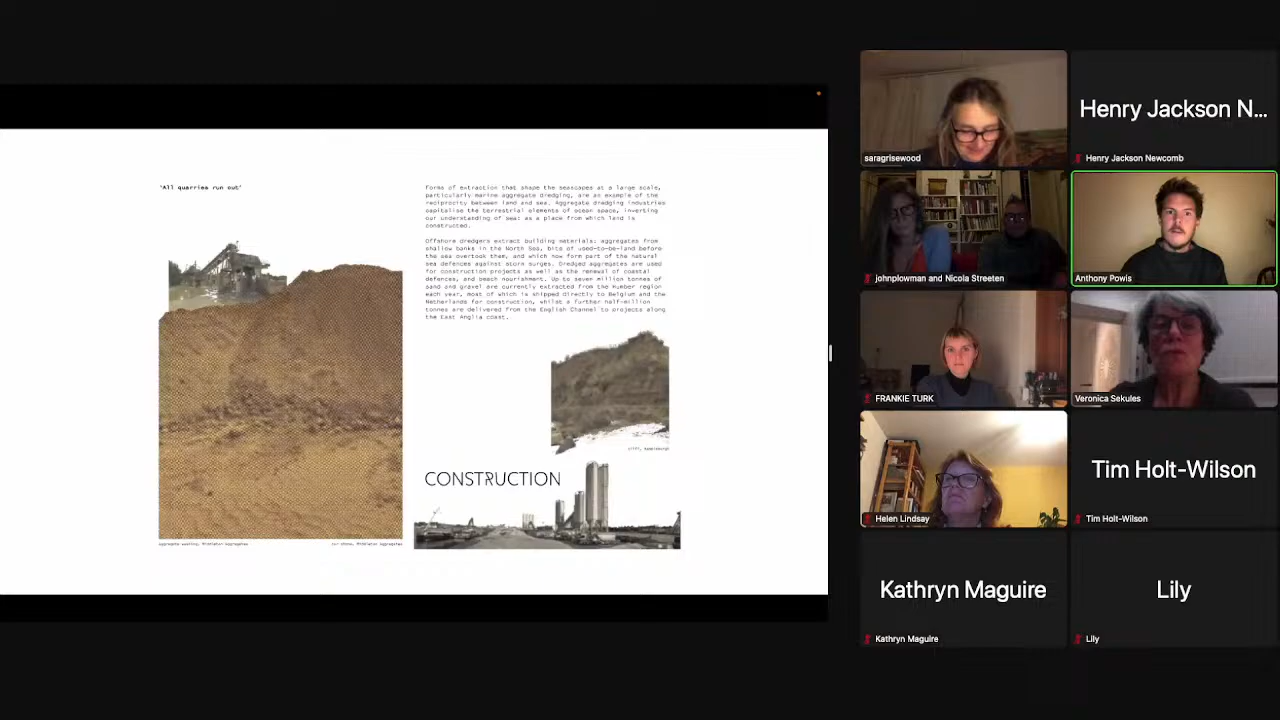 'All quarries run out'
Forms of extraction that shape the seascapes at a large scale,
particularly marine aggregate dredging, are an example of the
reciprocity between land and sea. Aggregate dredging industries
capitalise the terrestrial elements of ocean space, inverting
our understanding of sea: as a place from which land is
constructed.
Offshore dredgers extract building materials: aggregates from
shallow banks in the North Sea, bits of used-to-be-land before
the sea overtook them, and which now form part of the natural
sea defences against storm surges. Dredged aggregates are used
for construction projects as well as the renewal of coastal
defences, and beach nourishment. Up to seven million tonnes of
sand and gravel are currently extracted from the Humber region
each year, most of which is shipped directly to Belgium and the
Netherlands for construction, whilst a further half-million
tonnes are delivered from the English Channel to projects along
the East Anglia coast.
cliff, Happisburgh
CONSTRUCTION
aggregate washing, Middleton Aggregates
Middleton Aggregates
saragrisewood
Henry Jackson N...
Henry Jackson Newcomb
johnplowman and Nicola Streeten
Anthony Powis
FRANKIE TURK
Veronica Sekules
Helen Lindsay
Tim Holt-Wilson
Tim Holt-Wilson
Kathryn Maguire
Kathryn Maguire
Lily
Lily